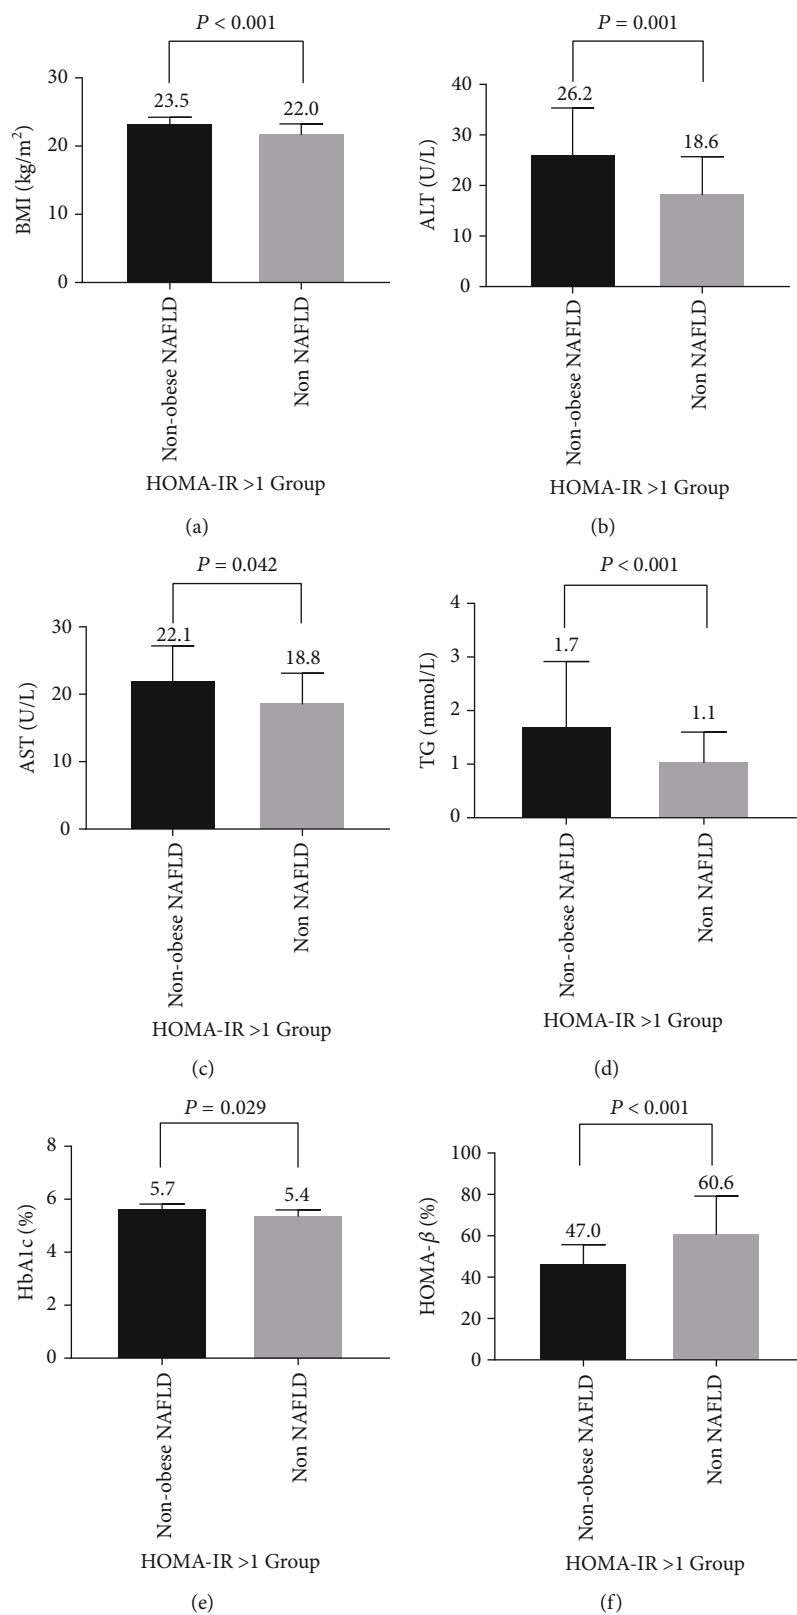 P < 0.001
30
20
10
0
BMI (kg/m²)
23.5
22.0
Non-obese NAFLD
Non NAFLD
HOMA-IR >1 Group
(a)
P = 0.001
40
30
20
10
0
ALT (U/L)
26.2
18.6
Non-obese NAFLD
Non NAFLD
HOMA-IR >1 Group
(b)
P = 0.042
30
20
10
0
AST (U/L)
22.1
18.8
Non-obese NAFLD
Non NAFLD
HOMA-IR >1 Group
(c)
P < 0.001
4
3
2
1
0
TG (mmol/L)
1.7
1.1
Non-obese NAFLD
Non NAFLD
HOMA-IR >1 Group
(d)
P = 0.029
8
6
4
2
0
HbA1c (%)
5.7
5.4
Non-obese NAFLD
Non NAFLD
HOMA-IR >1 Group
(e)
P < 0.001
100
80
60
40
20
0
HOMA-β (%)
47.0
60.6
Non-obese NAFLD
Non NAFLD
HOMA-IR >1 Group
(f)